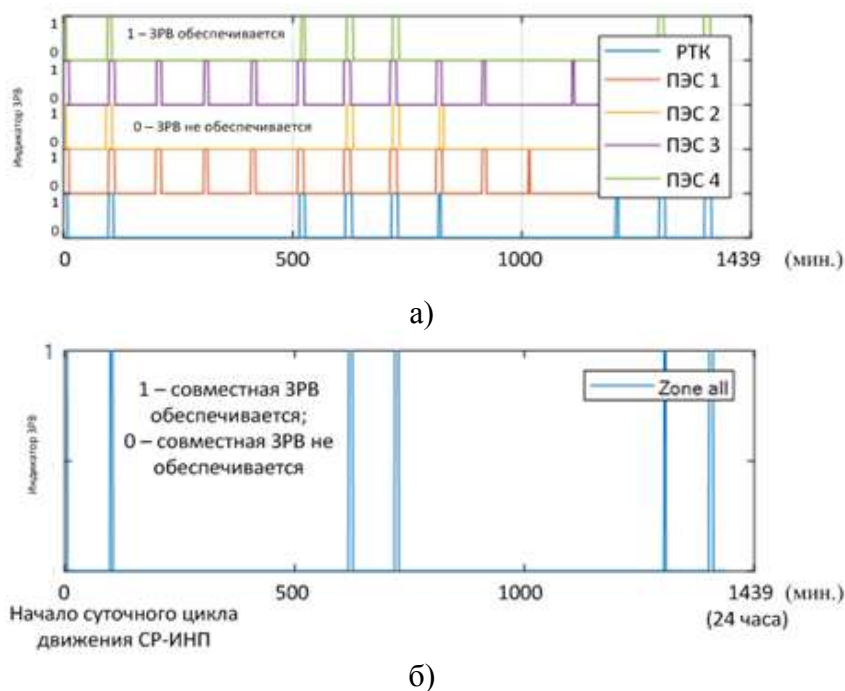 1 – ЗРВ обеспечивается
0 – ЗРВ не обеспечивается
Индикатор ЗРВ
1
0
1
0
1
0
1
0
1
0
РТК
ПЭС 1
ПЭС 2
ПЭС 3
ПЭС 4
0 500 1000 1439 (мин.)
а)
1
Индикатор ЗРВ
1 – совместная ЗРВ
обеспечивается;
0 – совместная ЗРВ не
обеспечивается
Zone all
0 500 1000 1439 (мин.)
Начало суточного цикла
движения СР-ИНП
(24 часа)
б)